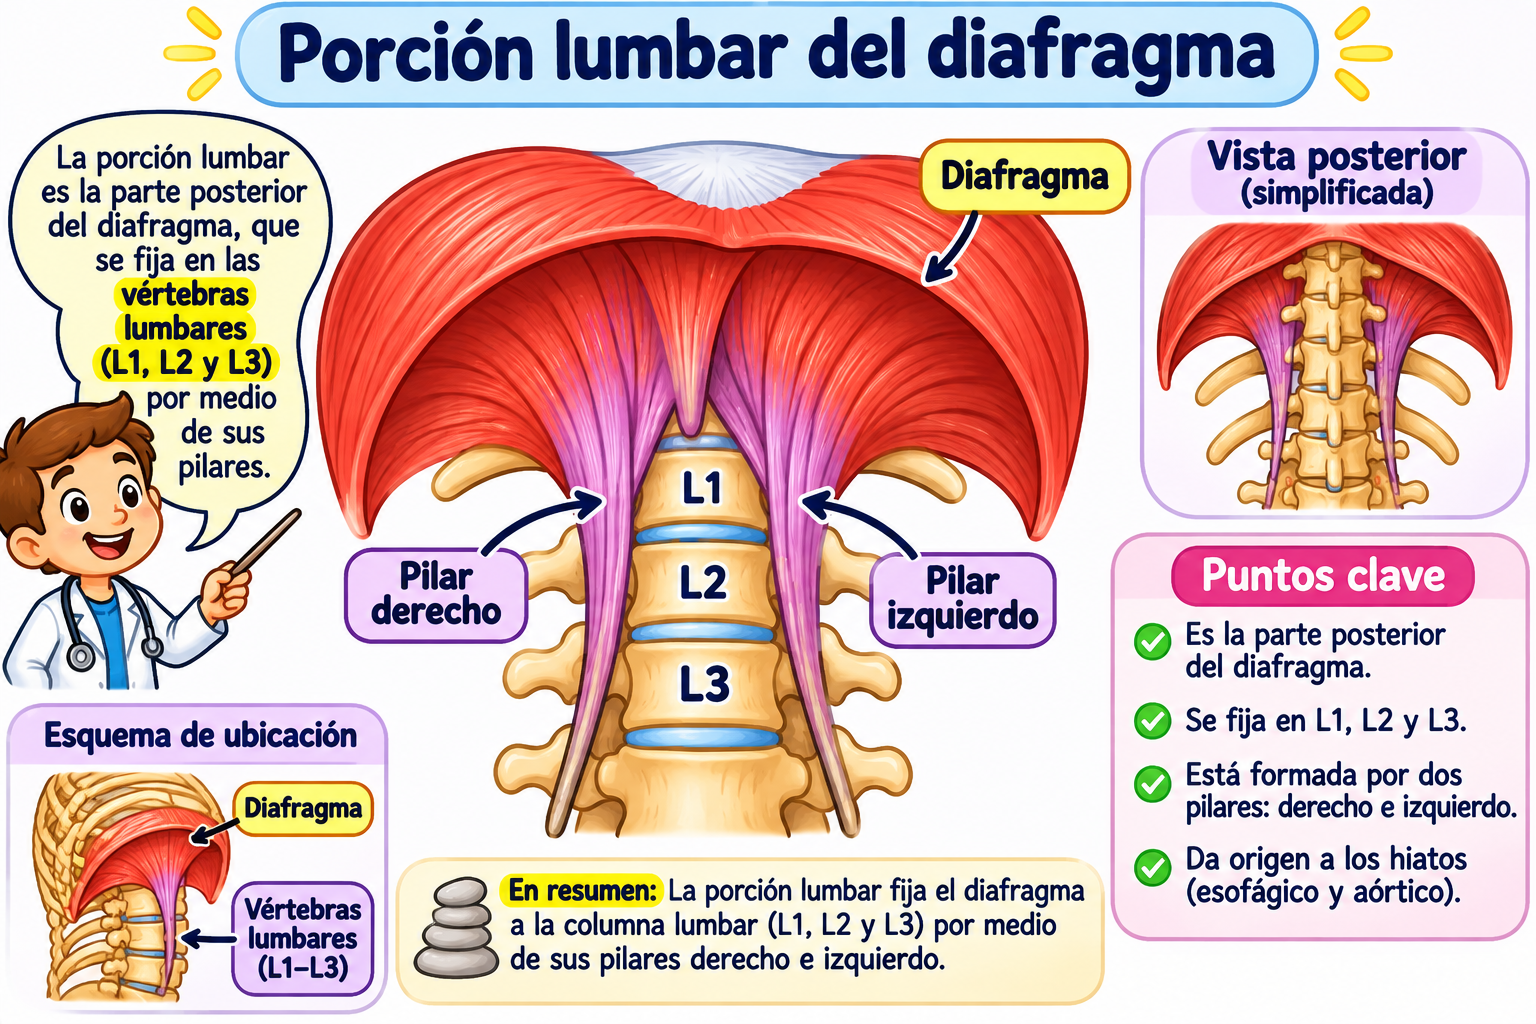 Porción lumbar del diafragma
La porción lumbar
es la parte posterior
del diafragma, que
se fija en las
vértebras
lumbares
(L1, L2 y L3)
por medio
de sus
pilares.
Diafragma
Pilar
derecho
L1
L2
L3
Pilar
izquierdo
Vista posterior
(simplificada)
Puntos clave
Es la parte posterior
del diafragma.
Se fija en L1, L2 y L3.
Está formada por dos
pilares: derecho e izquierdo.
Da origen a los hiatos
(esofágico y aórtico).
Esquema de ubicación
Diafragma
Vértebras
lumbares
(L1–L3)
En resumen: La porción lumbar fija el diafragma
a la columna lumbar (L1, L2 y L3) por medio
de sus pilares derecho e izquierdo.